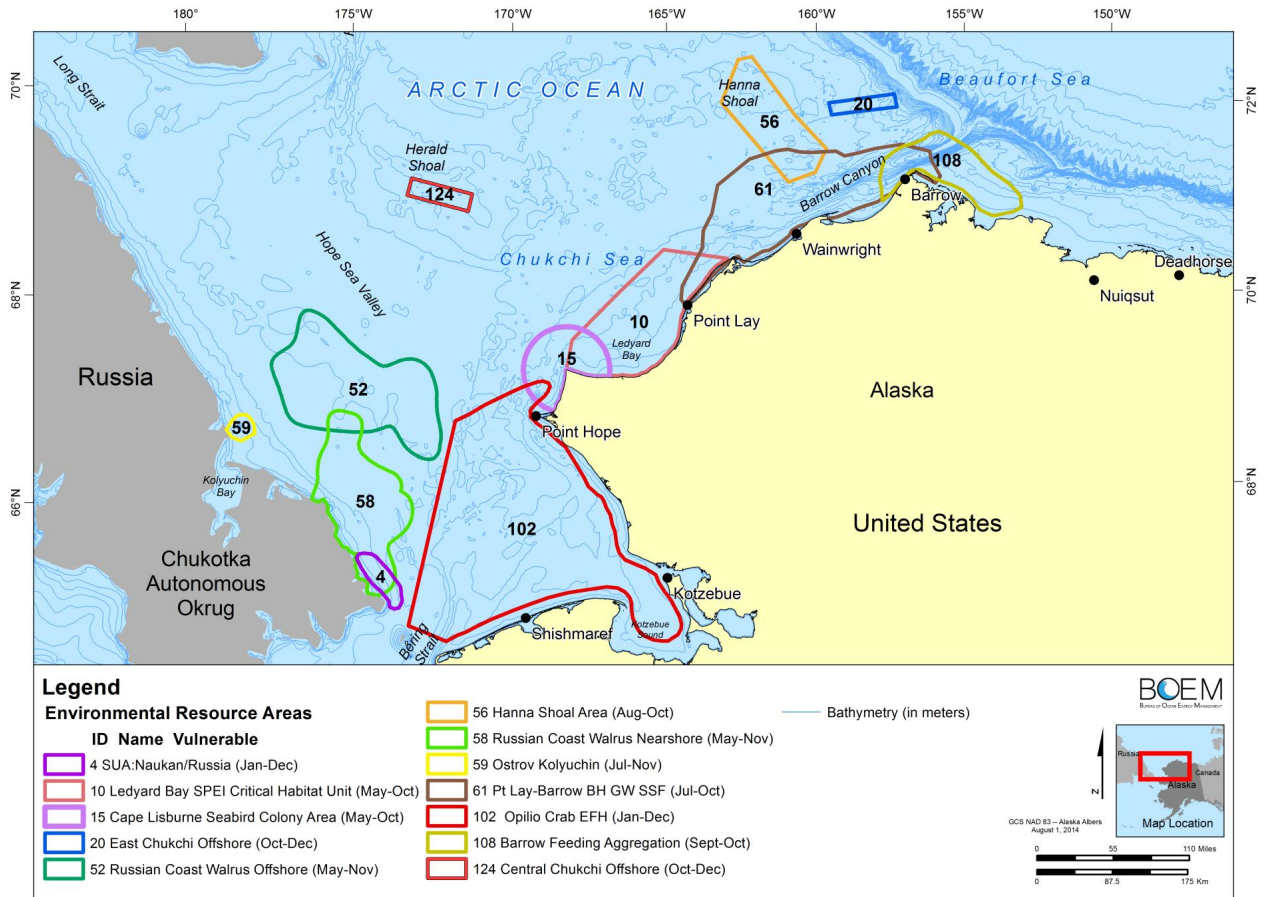 180°
175°W
170°W
165°W
160°W
155°W
150°W
70°N
68°N
66°N
72°N
70°N
68°N
Long Strait
ARCTIC OCEAN
Beaufort Sea
Hanna
Shoal
56
20
Herald
Shoal
124
61
Barrow Canyon
108
Barrow
Wainwright
Hope Sea Valley
Chukchi Sea
Deadhorse
Nuiqsut
10
Point Lay
Ledyard
Bay
15
Russia
52
Alaska
59
Point Hope
Kolyuchin
Bay
58
102
United States
Chukotka
Autonomous
Okrug
4
Kotzebue
Shishmaref
Kotzebue
Sound
Bering
Strait
Legend
Environmental Resource Areas
ID Name Vulnerable
4 SUA:Naukan/Russia (Jan-Dec)
10 Ledyard Bay SPEI Critical Habitat Unit (May-Oct)
15 Cape Lisburne Seabird Colony Area (May-Oct)
20 East Chukchi Offshore (Oct-Dec)
52 Russian Coast Walrus Offshore (May-Nov)
56 Hanna Shoal Area (Aug-Oct)
58 Russian Coast Walrus Nearshore (May-Nov)
59 Ostrov Kolyuchin (Jul-Nov)
61 Pt Lay-Barrow BH GW SSF (Jul-Oct)
102 Opilio Crab EFH (Jan-Dec)
108 Barrow Feeding Aggregation (Sept-Oct)
124 Central Chukchi Offshore (Oct-Dec)
Bathymetry (in meters)
BOEM
Bureau of Ocean Energy Management
N
GCS NAD 83 -- Alaska Albers
August 1, 2014
Russia
Canada
Alaska
Map Location
0 55 110 Miles
0 87.5 175 Km